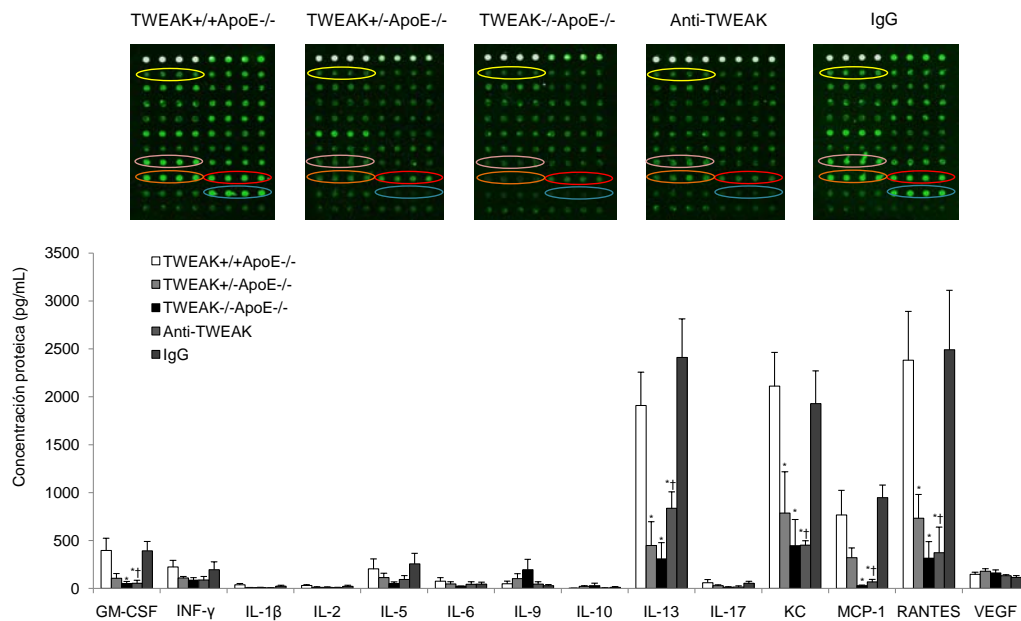 TWEAK+/+ApoE-/- TWEAK+/-ApoE-/- TWEAK-/-ApoE-/- Anti-TWEAK IgG
Concentración proteica (pg/mL)
3500
3000
2500
2000
1500
1000
500
0
TWEAK+/+ApoE-/-
TWEAK+/-ApoE-/-
TWEAK-/-ApoE-/-
Anti-TWEAK
IgG
* *†
* * *†
* * *†
* *†
* * *†
GM-CSF INF-γ IL-1β IL-2 IL-5 IL-6 IL-9 IL-10 IL-13 IL-17 KC MCP-1 RANTES VEGF